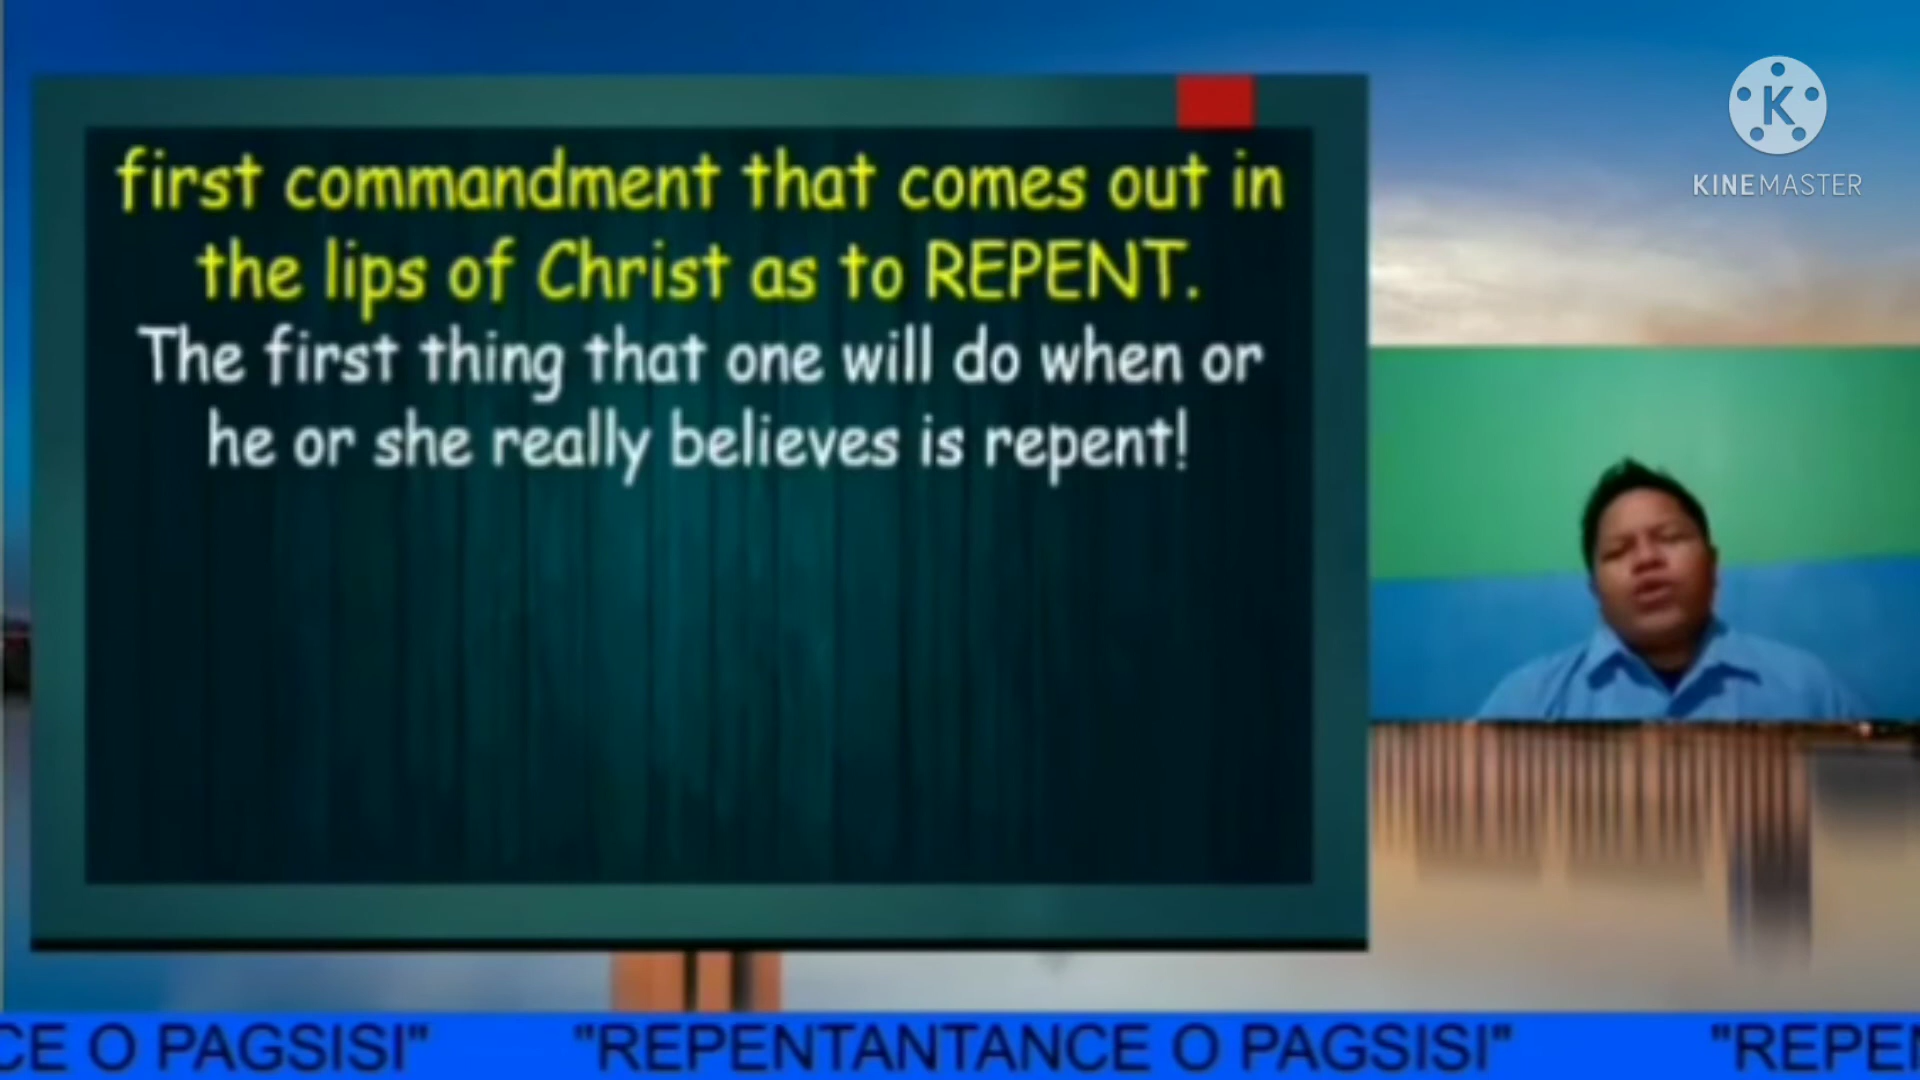 first commandment that comes out in
the lips of Christ as to REPENT.
The first thing that one will do when or
he or she really believes is repent!
K
KINEMASTER
CE O PAGSISI" "REPENTANTANCE O PAGSISI" "REPEN